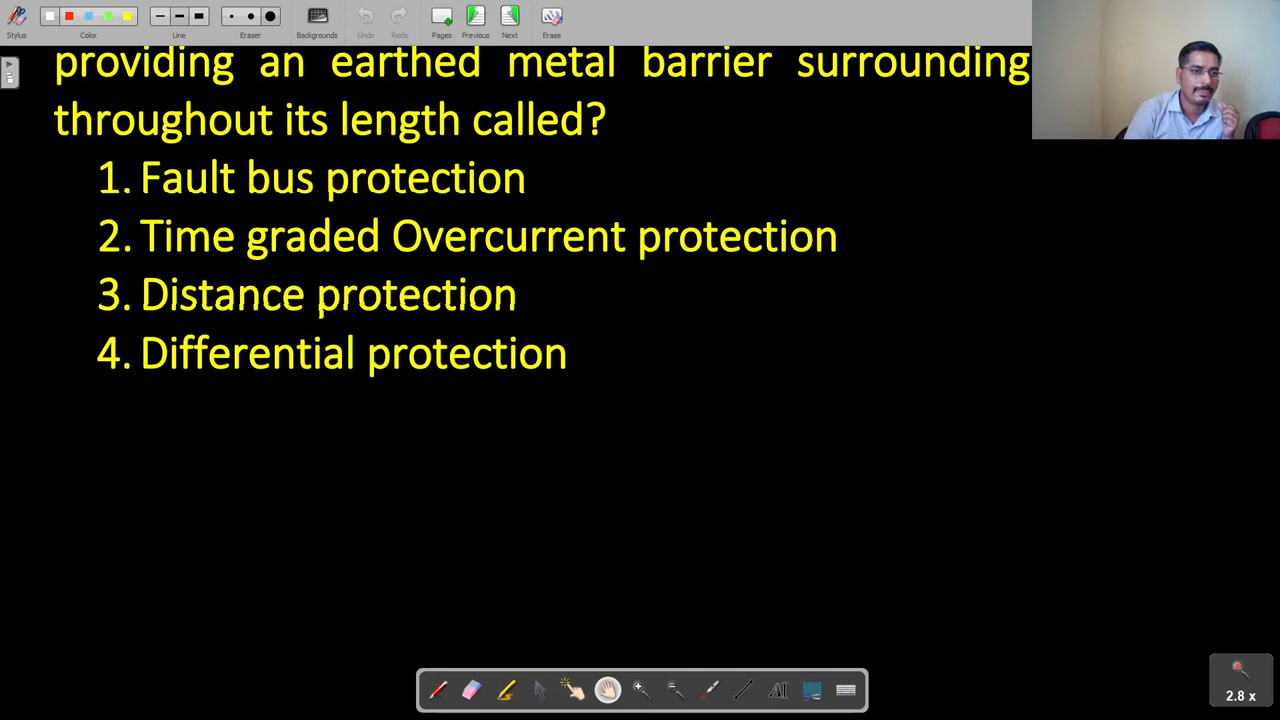 Stylus
Color
Line
Eraser
Backgrounds
Undo
Redo
Pages
Previous
Next
Erase
providing an earthed metal barrier surrounding
throughout its length called?
1. Fault bus protection
2. Time graded Overcurrent protection
3. Distance protection
4. Differential protection
AI
2.8 x